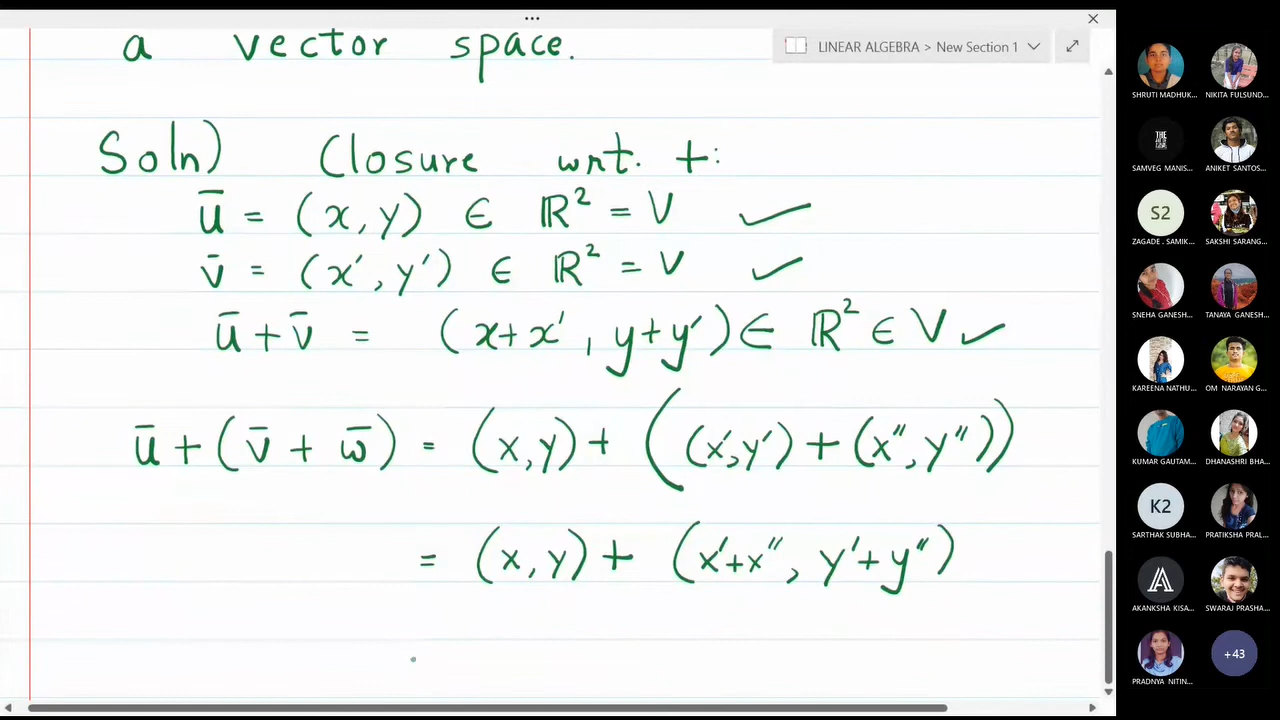 a vector space.
LINEAR ALGEBRA > New Section 1
Soln) Closure wrt. +:
ū = (x, y) ∈ ℝ² = V ✓
v̄ = (x′, y′) ∈ ℝ² = V ✓
ū + v̄ = (x+x′, y+y′) ∈ ℝ² ∈ V ✓
ū + (v̄ + w̄) = (x, y) + ((x′, y′) + (x″, y″))
= (x, y) + (x′+x″, y′+y″)
SHRUTI MADHUK...
NIKITA FULSUND...
SAMVEG MANIS...
ANIKET SANTOS...
S2
ZAGADE . SAMIK...
SAKSHI SARANG...
SNEHA GANESH...
TANAYA GANESH...
KAREENA NATHU...
OM NARAYAN G...
KUMAR GAUTAM...
DHANASHRI BHA...
K2
SARTHAK SUBHA...
PRATIKSHA PRAL...
AKANKSHA KISA...
SWARAJ PRASHA...
PRADNYA NITIN...
+43